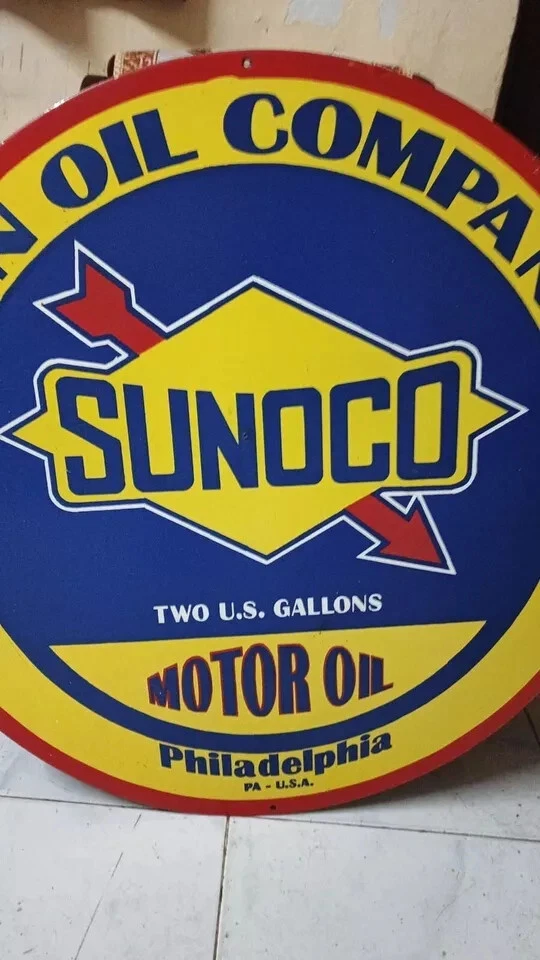 N OIL COMPAN
SUNOCO
TWO U.S. GALLONS
MOTOR OIL
Philadelphia
PA - U.S.A.